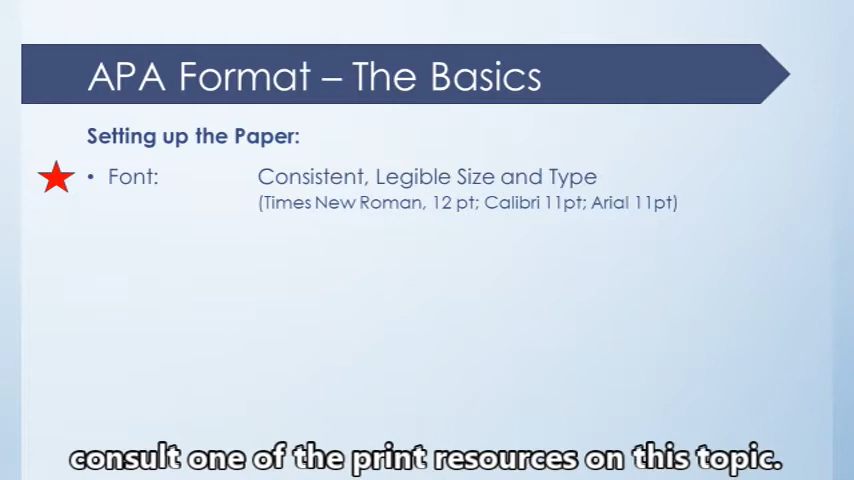 APA Format – The Basics
Setting up the Paper:
• Font: Consistent, Legible Size and Type
(Times New Roman, 12 pt; Calibri 11pt; Arial 11pt)
consult one of the print resources on this topic.